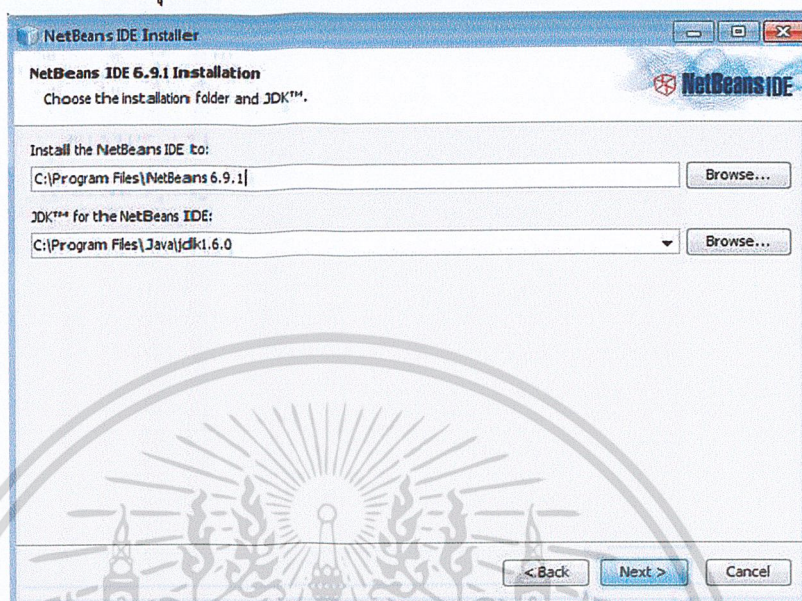 NetBeans IDE Installer
NetBeans IDE 6.9.1 Installation
Choose the installation folder and JDK™.
NetBeans IDE
Install the NetBeans IDE to:
C:\Program Files\NetBeans 6.9.1
Browse...
JDK™ for the NetBeans IDE:
C:\Program Files\Java\jdk1.6.0
Browse...
< Back
Next >
Cancel